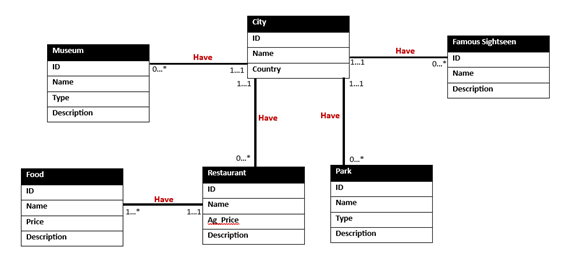 City
ID
Name
Country
Museum
ID
Name
Type
Description
Famous Sightseen
ID
Name
Description
Have
0...*
1...1
Have
1...1
0...*
1...1
Have
0...*
1...1
Have
0...*
Food
ID
Name
Price
Description
Have
1...*
1...1
Restaurant
ID
Name
Ag_Price
Description
Park
ID
Name
Type
Description